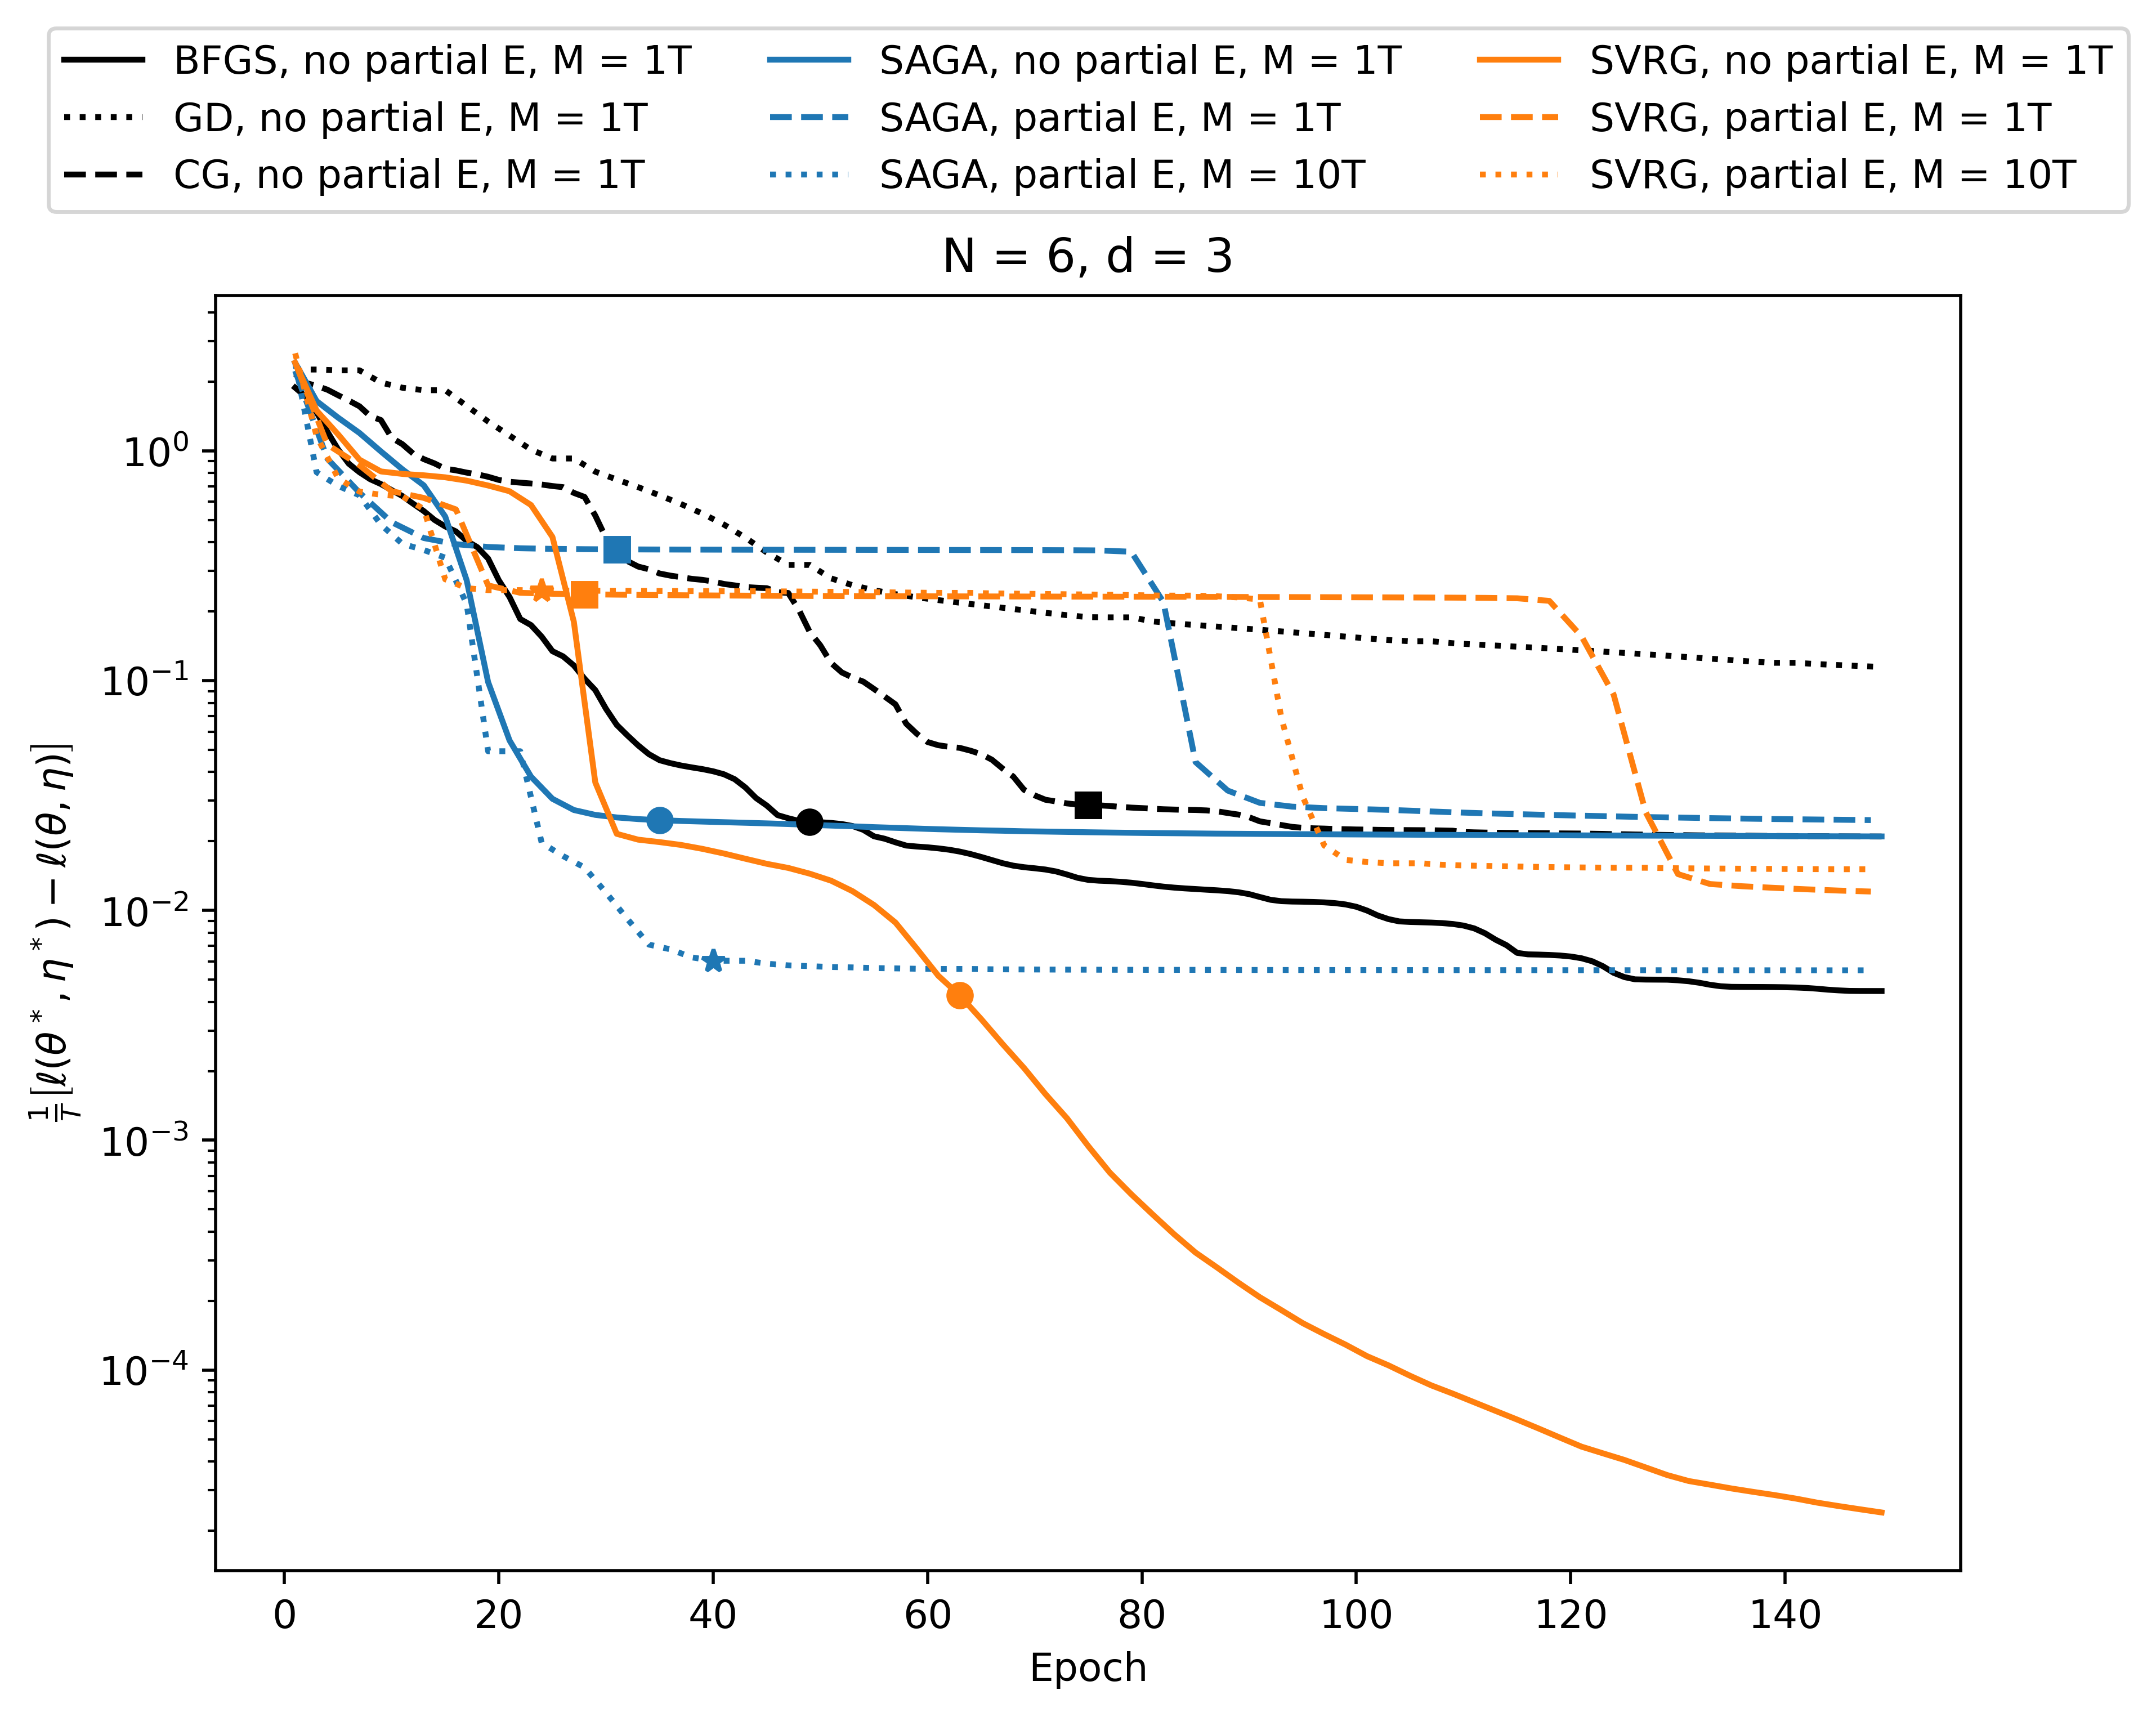 BFGS, no partial E, M = 1T
GD, no partial E, M = 1T
CG, no partial E, M = 1T
SAGA, no partial E, M = 1T
SAGA, partial E, M = 1T
SAGA, partial E, M = 10T
SVRG, no partial E, M = 1T
SVRG, partial E, M = 1T
SVRG, partial E, M = 10T
N = 6, d = 3
10⁰
10⁻¹
10⁻²
10⁻³
10⁻⁴
1/T [ℓ(θ*, η*) − ℓ(θ, η)]
0 20 40 60 80 100 120 140
Epoch